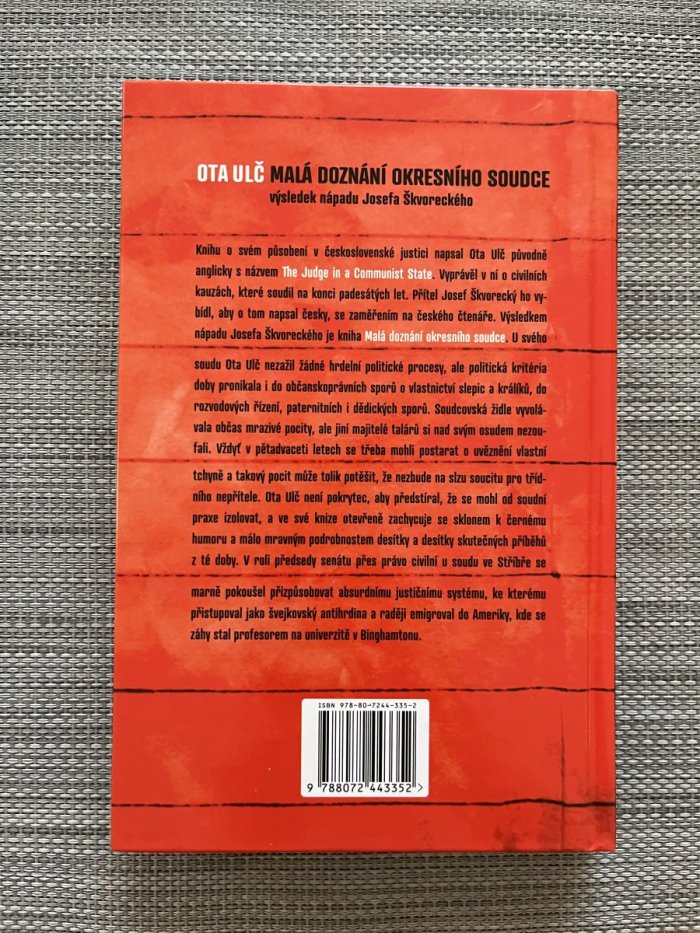 OTA ULČ MALÁ DOZNÁNÍ OKRESNÍHO SOUDCE
výsledek nápadu Josefa Škvoreckého
Knihu o svém působení v československé justici napsal Ota Ulč původně
anglicky s názvem The Judge in a Communist State. Vyprávěl v ní o civilních
kauzách, které soudil na konci padesátých let. Přítel Josef Škvorecký ho vy-
bídl, aby o tom napsal česky, se zaměřením na českého čtenáře. Výsledkem
nápadu Josefa Škvoreckého je kniha Malá doznání okresního soudce. U svého
soudu Ota Ulč nezažil žádné hrdelní politické procesy, ale politická kritéria
doby pronikala i do občanskoprávních sporů o vlastnictví slepic a králíků, do
rozvodových řízení, paternitních i dědických sporů. Soudcovská židle vyvolá-
vala občas mrazivé pocity, ale jiní majitelé talárů si nad svým osudem nezou-
fali. Vždyť v pětadvaceti letech se třeba mohli postarat o uvěznění vlastní
tchyně a takový pocit může tolik potěšit, že nezbude na slzu soucitu pro tříd-
ního nepřítele. Ota Ulč není pokrytec, aby předstíral, že se mohl od soudní
praxe izolovat, a ve své knize otevřeně zachycuje se sklonem k černému
humoru a málo mravným podrobnostem desítky a desítky skutečných příběhů
z té doby. V roli předsedy senátu přes právo civilní u soudu ve Stříbře se
marně pokoušel přizpůsobovat absurdnímu justičnímu systému, ke kterému
přistupoval jako švejkovský antihrdina a raději emigroval do Ameriky, kde se
záhy stal profesorem na univerzitě v Binghamtonu.
ISBN 978-80-7244-335-2
9 788072 443352 >